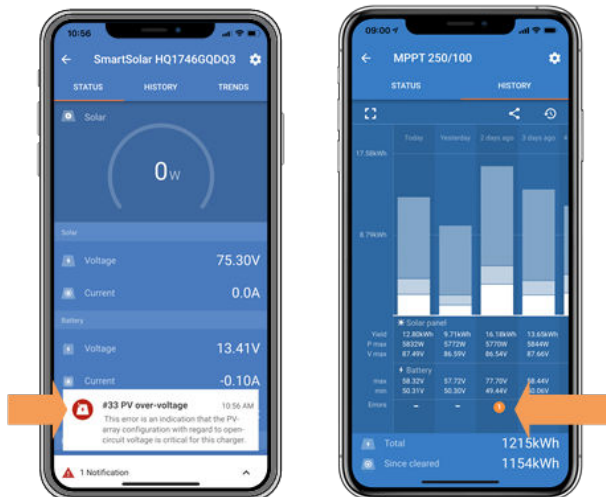 10:56
SmartSolar HQ1746GQDQ3
STATUS HISTORY TRENDS
Solar
0W
Solar
Voltage 75.30V
Current 0.0A
Battery
Voltage 13.41V
Current -0.10A
#33 PV over-voltage 10:56 AM
This error is an indication that the PV-
array configuration with regard to open-
circuit voltage is critical for this charger.
1 Notification
09:00
MPPT 250/100
STATUS HISTORY
Today Yesterday 2 days ago 3 days ago
17.58kWh
8.79kWh
Solar panel
Yield 12.80kWh 9.71kWh 16.18kWh 13.65kWh
P max 5832W 5772W 5770W 5844W
V max 87.49V 86.59V 86.54V 87.66V
Battery
max 58.32V 57.72V 77.70V 58.44V
min 50.31V 50.30V 49.44V
Errors - - 1 -
Total 1215kWh
Since cleared 1154kWh